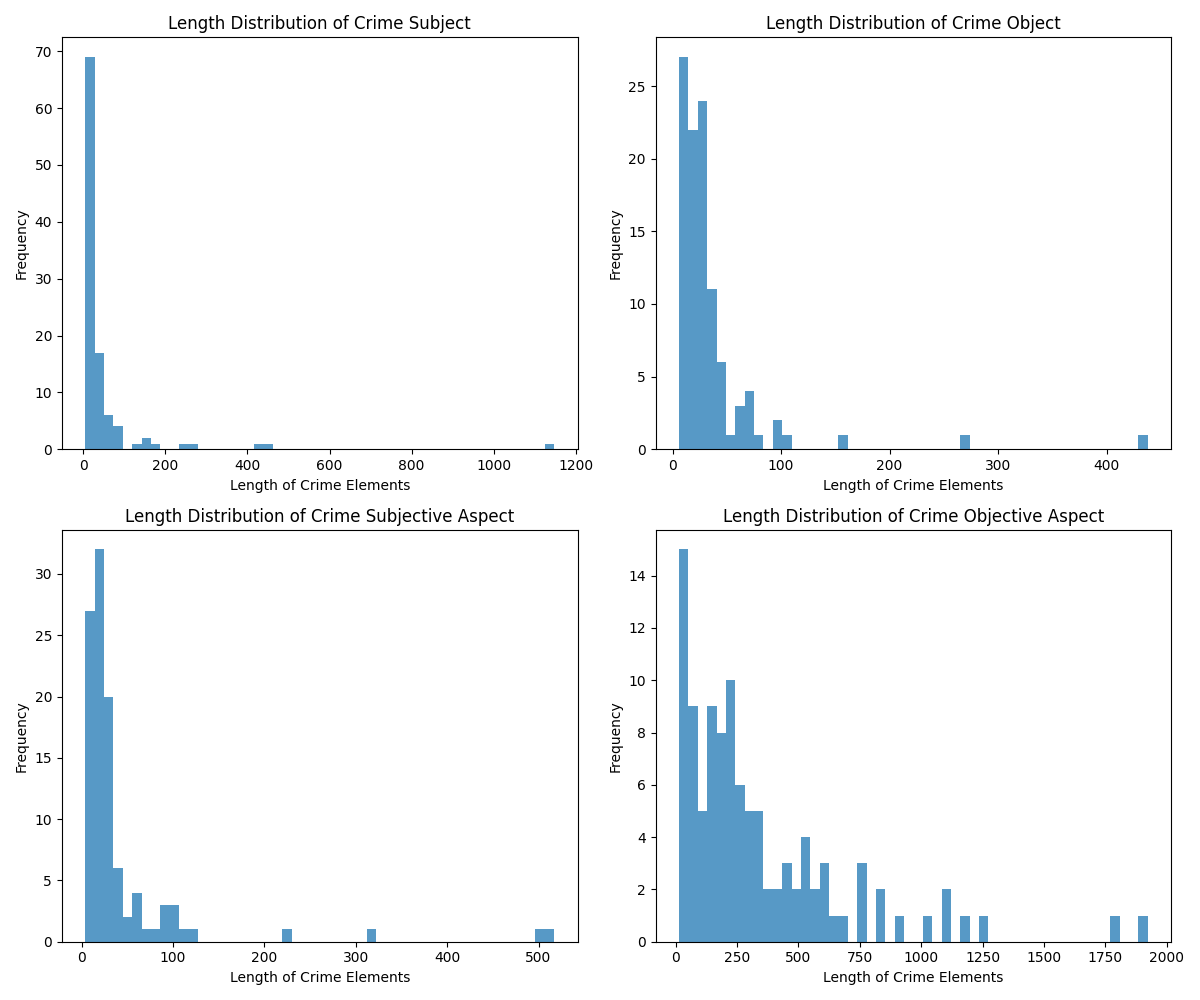 Length Distribution of Crime Subject
70
60
50
40
30
20
10
0
Frequency
0 200 400 600 800 1000 1200
Length of Crime Elements
Length Distribution of Crime Object
25
20
15
10
5
0
Frequency
0 100 200 300 400
Length of Crime Elements
Length Distribution of Crime Subjective Aspect
30
25
20
15
10
5
0
Frequency
0 100 200 300 400 500
Length of Crime Elements
Length Distribution of Crime Objective Aspect
14
12
10
8
6
4
2
0
Frequency
0 250 500 750 1000 1250 1500 1750 2000
Length of Crime Elements